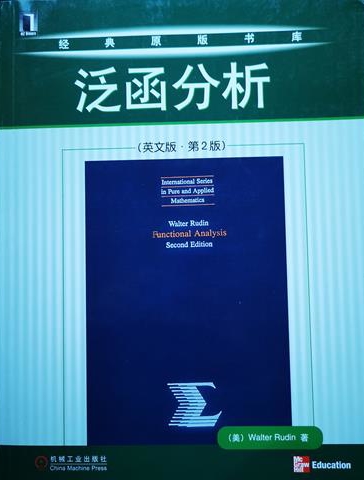 经典原版书库
泛函分析
（英文版·第2版）
International Series
in Pure and Applied
Mathematics
Walter Rudin
Functional Analysis
Second Edition
（美）Walter Rudin 著
机械工业出版社
China Machine Press
Mc
Graw
Hill
Education